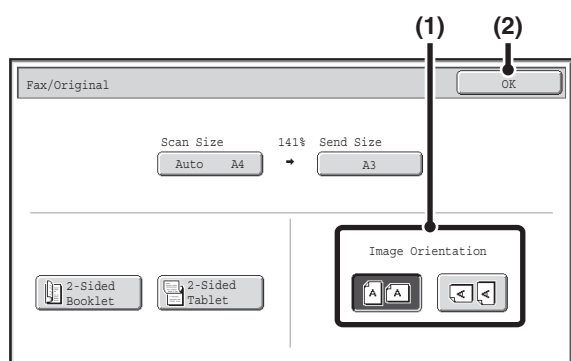 (1) (2)
Fax/Original OK
Scan Size 141% Send Size
Auto A4 → A3
Image Orientation
2-Sided
Booklet
2-Sided
Tablet
A A A A